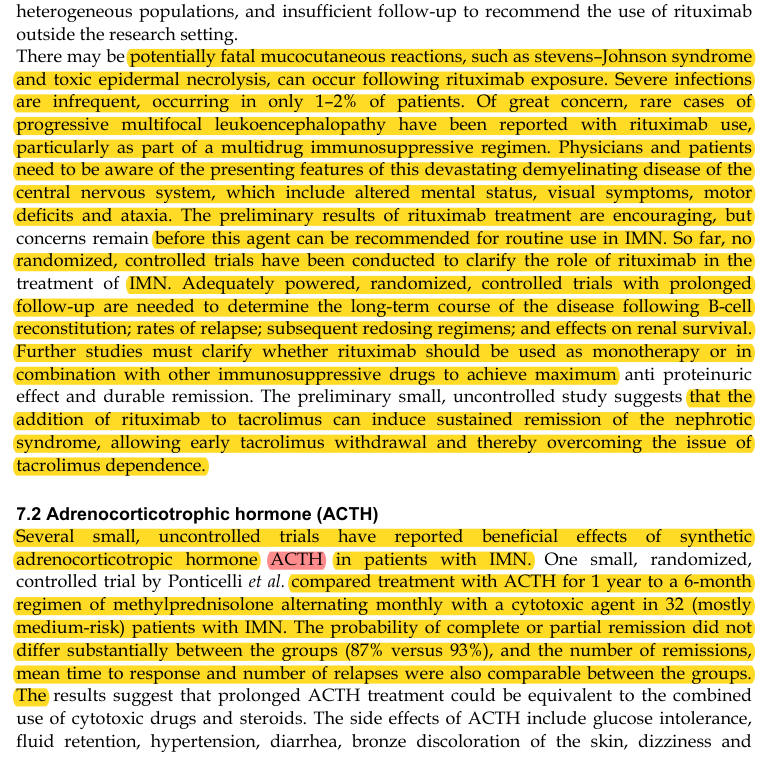 heterogeneous populations, and insufficient follow-up to recommend the use of rituximab
outside the research setting.
There may be potentially fatal mucocutaneous reactions, such as stevens–Johnson syndrome
and toxic epidermal necrolysis, can occur following rituximab exposure. Severe infections
are infrequent, occurring in only 1–2% of patients. Of great concern, rare cases of
progressive multifocal leukoencephalopathy have been reported with rituximab use,
particularly as part of a multidrug immunosuppressive regimen. Physicians and patients
need to be aware of the presenting features of this devastating demyelinating disease of the
central nervous system, which include altered mental status, visual symptoms, motor
deficits and ataxia. The preliminary results of rituximab treatment are encouraging, but
concerns remain before this agent can be recommended for routine use in IMN. So far, no
randomized, controlled trials have been conducted to clarify the role of rituximab in the
treatment of IMN. Adequately powered, randomized, controlled trials with prolonged
follow-up are needed to determine the long-term course of the disease following B-cell
reconstitution; rates of relapse; subsequent redosing regimens; and effects on renal survival.
Further studies must clarify whether rituximab should be used as monotherapy or in
combination with other immunosuppressive drugs to achieve maximum anti proteinuric
effect and durable remission. The preliminary small, uncontrolled study suggests that the
addition of rituximab to tacrolimus can induce sustained remission of the nephrotic
syndrome, allowing early tacrolimus withdrawal and thereby overcoming the issue of
tacrolimus dependence.
7.2 Adrenocorticotrophic hormone (ACTH)
Several small, uncontrolled trials have reported beneficial effects of synthetic
adrenocorticotropic hormone ACTH in patients with IMN. One small, randomized,
controlled trial by Ponticelli et al. compared treatment with ACTH for 1 year to a 6-month
regimen of methylprednisolone alternating monthly with a cytotoxic agent in 32 (mostly
medium-risk) patients with IMN. The probability of complete or partial remission did not
differ substantially between the groups (87% versus 93%), and the number of remissions,
mean time to response and number of relapses were also comparable between the groups.
The results suggest that prolonged ACTH treatment could be equivalent to the combined
use of cytotoxic drugs and steroids. The side effects of ACTH include glucose intolerance,
fluid retention, hypertension, diarrhea, bronze discoloration of the skin, dizziness and